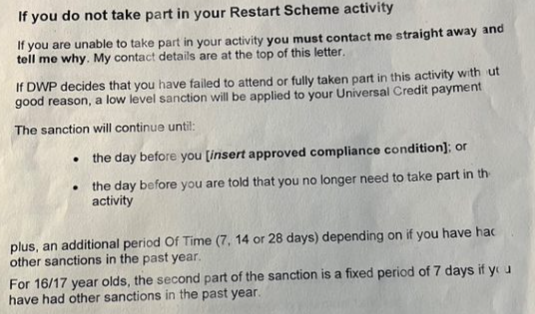 If you do not take part in your Restart Scheme activity
If you are unable to take part in your activity you must contact me straight away and
tell me why. My contact details are at the top of this letter.
If DWP decides that you have failed to attend or fully taken part in this activity with ut
good reason, a low level sanction will be applied to your Universal Credit payment
The sanction will continue until:
• the day before you [insert approved compliance condition]; or
• the day before you are told that you no longer need to take part in th
activity
plus, an additional period Of Time (7, 14 or 28 days) depending on if you have had
other sanctions in the past year.
For 16/17 year olds, the second part of the sanction is a fixed period of 7 days if you
have had other sanctions in the past year.